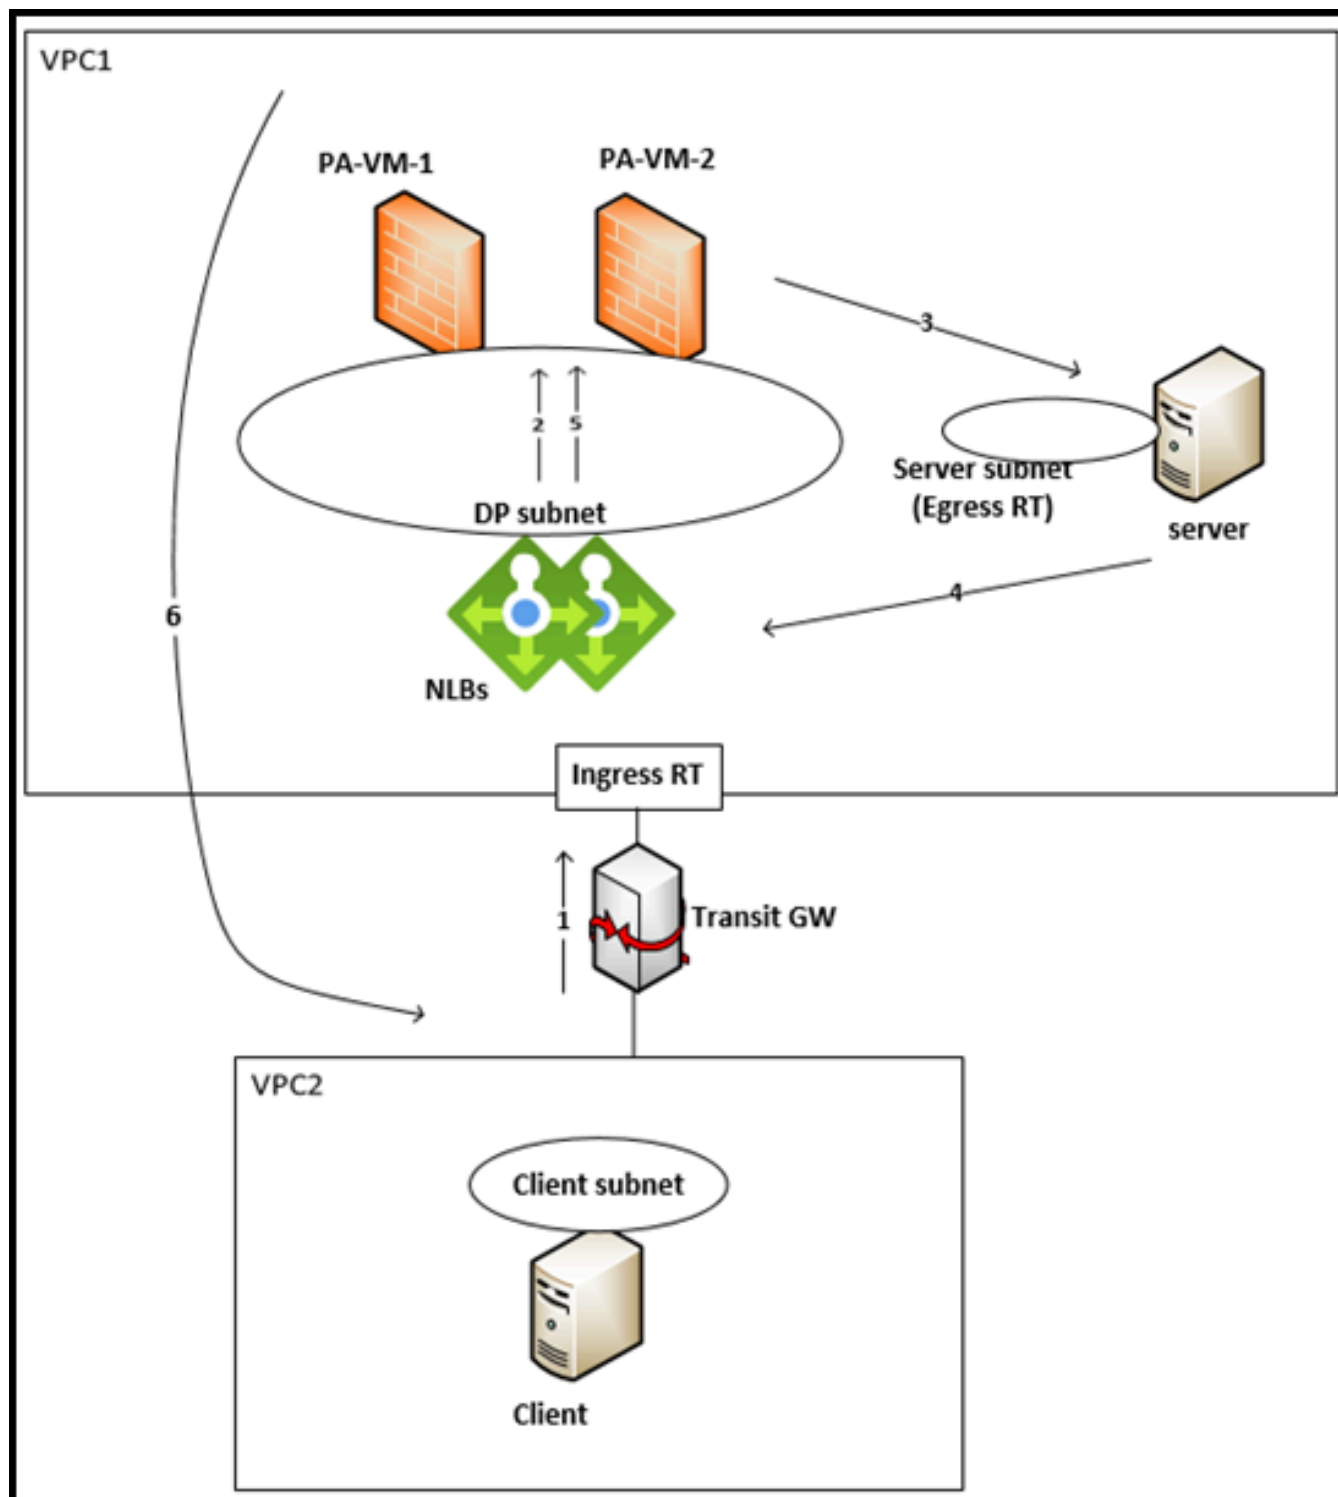 VPC1
PA-VM-1
PA-VM-2
3
2
5
Server subnet
(Egress RT)
DP subnet
server
4
6
NLBs
Ingress RT
1
Transit GW
VPC2
Client subnet
Client